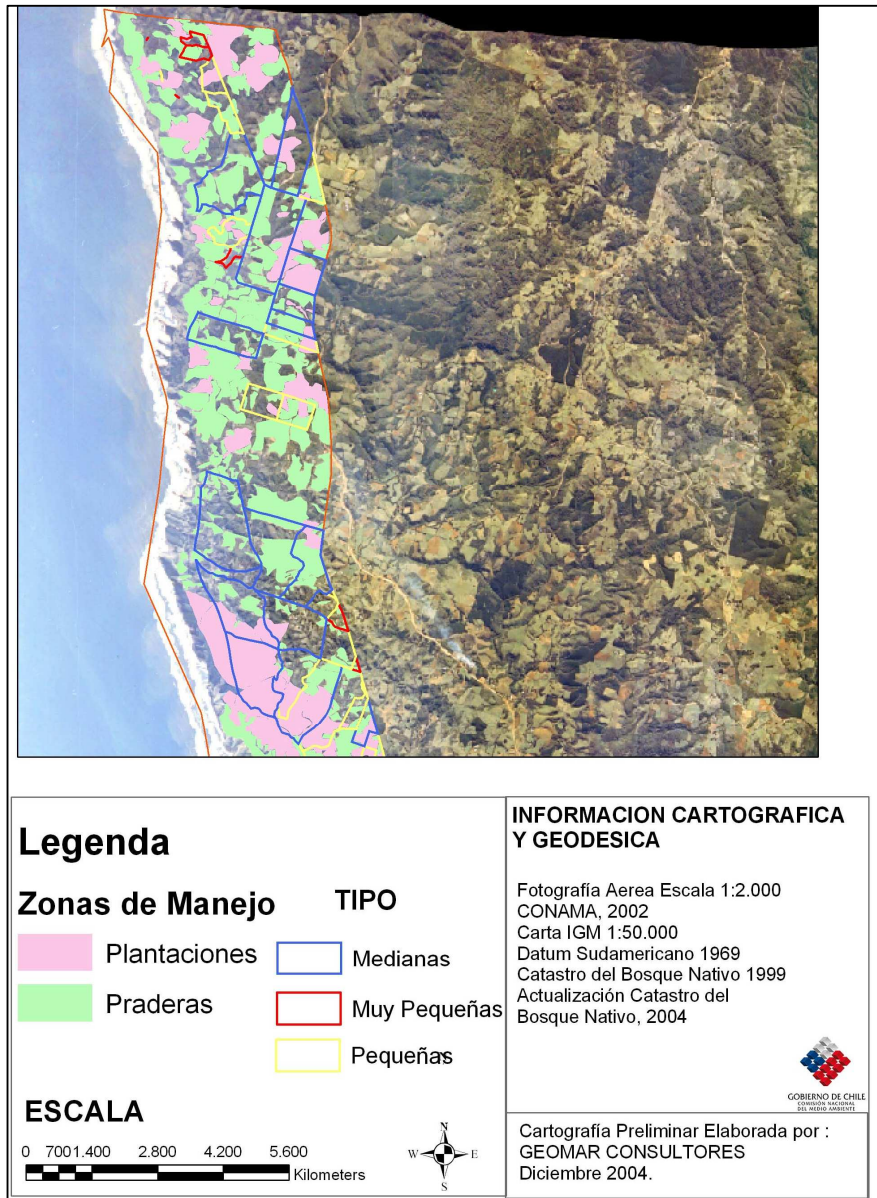 Legenda
Zonas de Manejo
Plantaciones
Praderas
TIPO
Medianas
Muy Pequeñas
Pequeñas
ESCALA
0 700 1.400 2.800 4.200 5.600
Kilometers
N
W E
S
INFORMACION CARTOGRAFICA
Y GEODESICA
Fotografía Aerea Escala 1:2.000
CONAMA, 2002
Carta IGM 1:50.000
Datum Sudamericano 1969
Catastro del Bosque Nativo 1999
Actualización Catastro del
Bosque Nativo, 2004
GOBIERNO DE CHILE
COMISIÓN NACIONAL
DEL MEDIO AMBIENTE
Cartografía Preliminar Elaborada por :
GEOMAR CONSULTORES
Diciembre 2004.